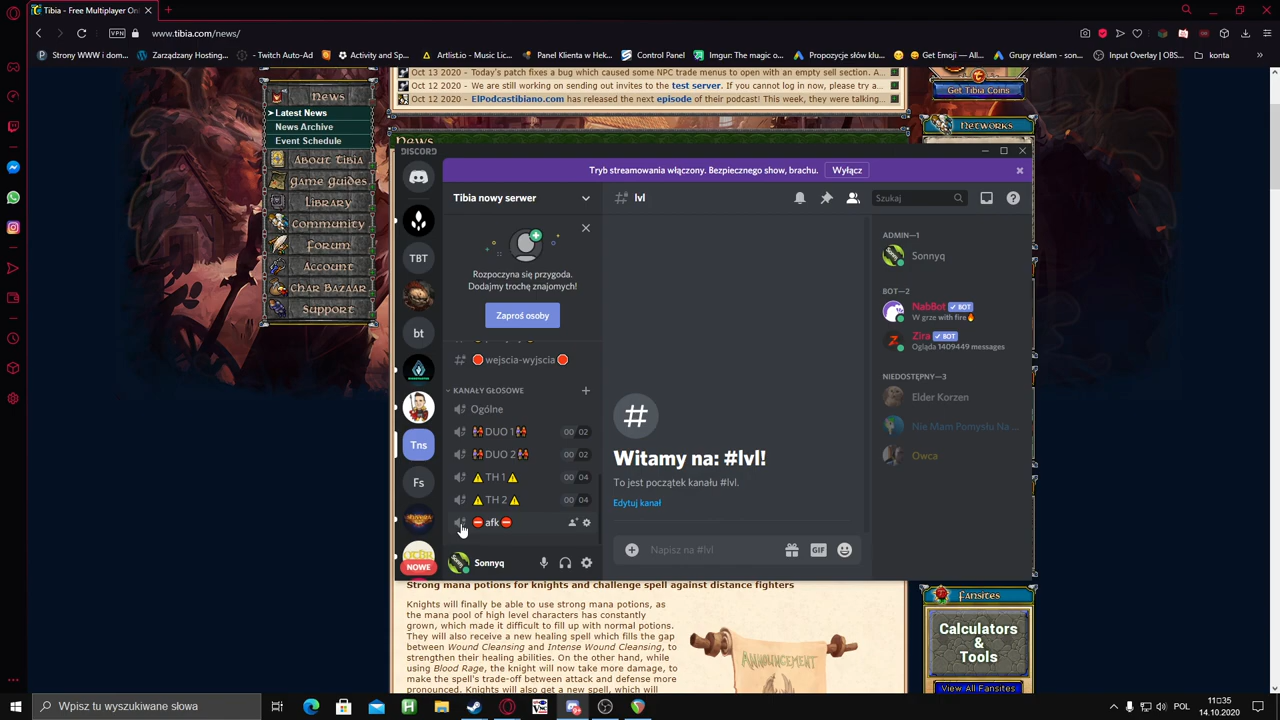 Tibia - Free Multiplayer Onl
VPN
www.tibia.com/news/
Strony WWW i dom...
Zarządzany Hosting...
- Twitch Auto-Ad
Activity and Sp...
Artlist.io - Music Lic...
Panel Klienta w Hek...
Control Panel
Imgur: The magic o...
Propozycje słów klu...
Get Emoji — All...
Grupy reklam - son...
Input Overlay | OBS...
konta
Oct 13 2020 - Today's patch fixes a bug which caused some NPC trade menus to open with an empty sell section. A...
Oct 12 2020 - We are still working on sending out invites to the test server. If you cannot log in now, please try a...
Oct 12 2020 - ElPodcastibiano.com has released the next episode of their podcast! This week, they were talking...
News
Latest News
News Archive
Event Schedule
About Tibia
Game Guides
Library
Community
Forum
Account
Char Bazaar
Support
Get Tibia Coins
Networks
News
DISCORD
Tryb streamowania włączony. Bezpiecznego show, brachu.
Wyłącz
Tibia nowy serwer
lvl
Szukaj
TBT
bt
Tns
Fs
NOWE
Rozpoczyna się przygoda.
Dodajmy trochę znajomych!
Zaproś osoby
wejscia-wyjscia
KANAŁY GŁOSOWE
Ogólne
DUO 1 00 02
DUO 2 00 02
TH 1 00 04
TH 2 00 04
afk
Sonnyq
Witamy na: #lvl!
To jest początek kanału #lvl.
Edytuj kanał
Napisz na #lvl
GIF
ADMIN—1
Sonnyq
BOT—2
NabBot BOT
W grze with fire
Zira BOT
Ogląda 1409449 messages
NIEDOSTĘPNY—3
Elder Korzen
Nie Mam Pomysłu Na ...
Owca
Strong mana potions for knights and challenge spell against distance fighters
Knights will finally be able to use strong mana potions, as
the mana pool of high level characters has constantly
grown, which made it difficult to fill up with normal potions.
They will also receive a new healing spell which fills the gap
between Wound Cleansing and Intense Wound Cleansing, to
strengthen their healing abilities. On the other hand, while
using Blood Rage, the knight will now take more damage, to
make the spell's trade-off between attack and defense more
pronounced. Knights will also get a new spell, which will
ANNOUNCEMENT
Fansites
Calculators
&
Tools
View All Fansites
Wpisz tu wyszukiwane słowa
POL
11:35
14.10.2020